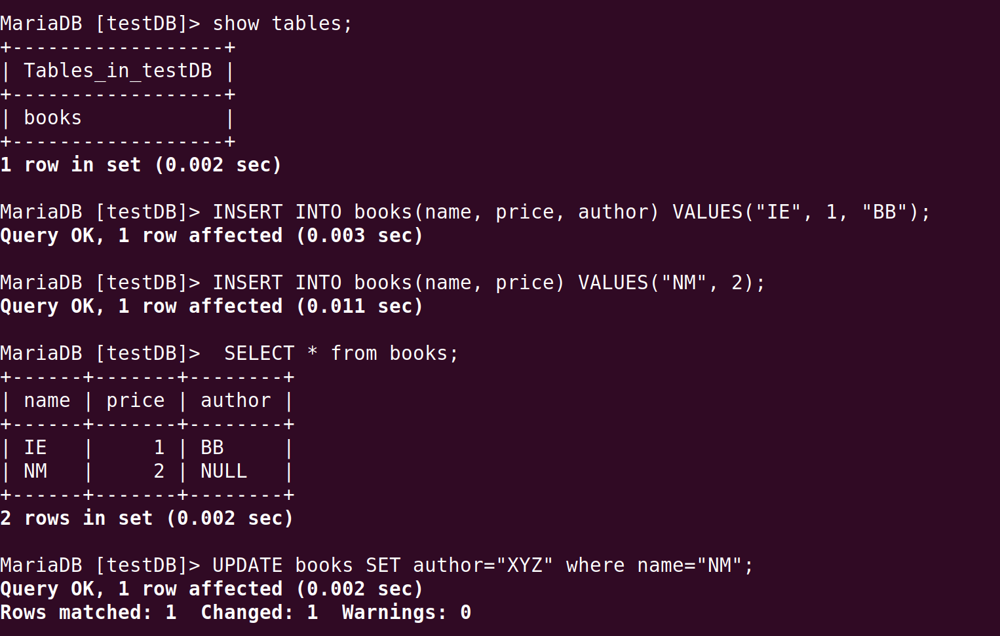 MariaDB [testDB]> show tables;
+------------------+
| Tables_in_testDB |
+------------------+
| books            |
+------------------+
1 row in set (0.002 sec)

MariaDB [testDB]> INSERT INTO books(name, price, author) VALUES("IE", 1, "BB");
Query OK, 1 row affected (0.003 sec)

MariaDB [testDB]> INSERT INTO books(name, price) VALUES("NM", 2);
Query OK, 1 row affected (0.011 sec)

MariaDB [testDB]>  SELECT * from books;
+------+-------+--------+
| name | price | author |
+------+-------+--------+
| IE   |     1 | BB     |
| NM   |     2 | NULL   |
+------+-------+--------+
2 rows in set (0.002 sec)

MariaDB [testDB]> UPDATE books SET author="XYZ" where name="NM";
Query OK, 1 row affected (0.002 sec)
Rows matched: 1  Changed: 1  Warnings: 0